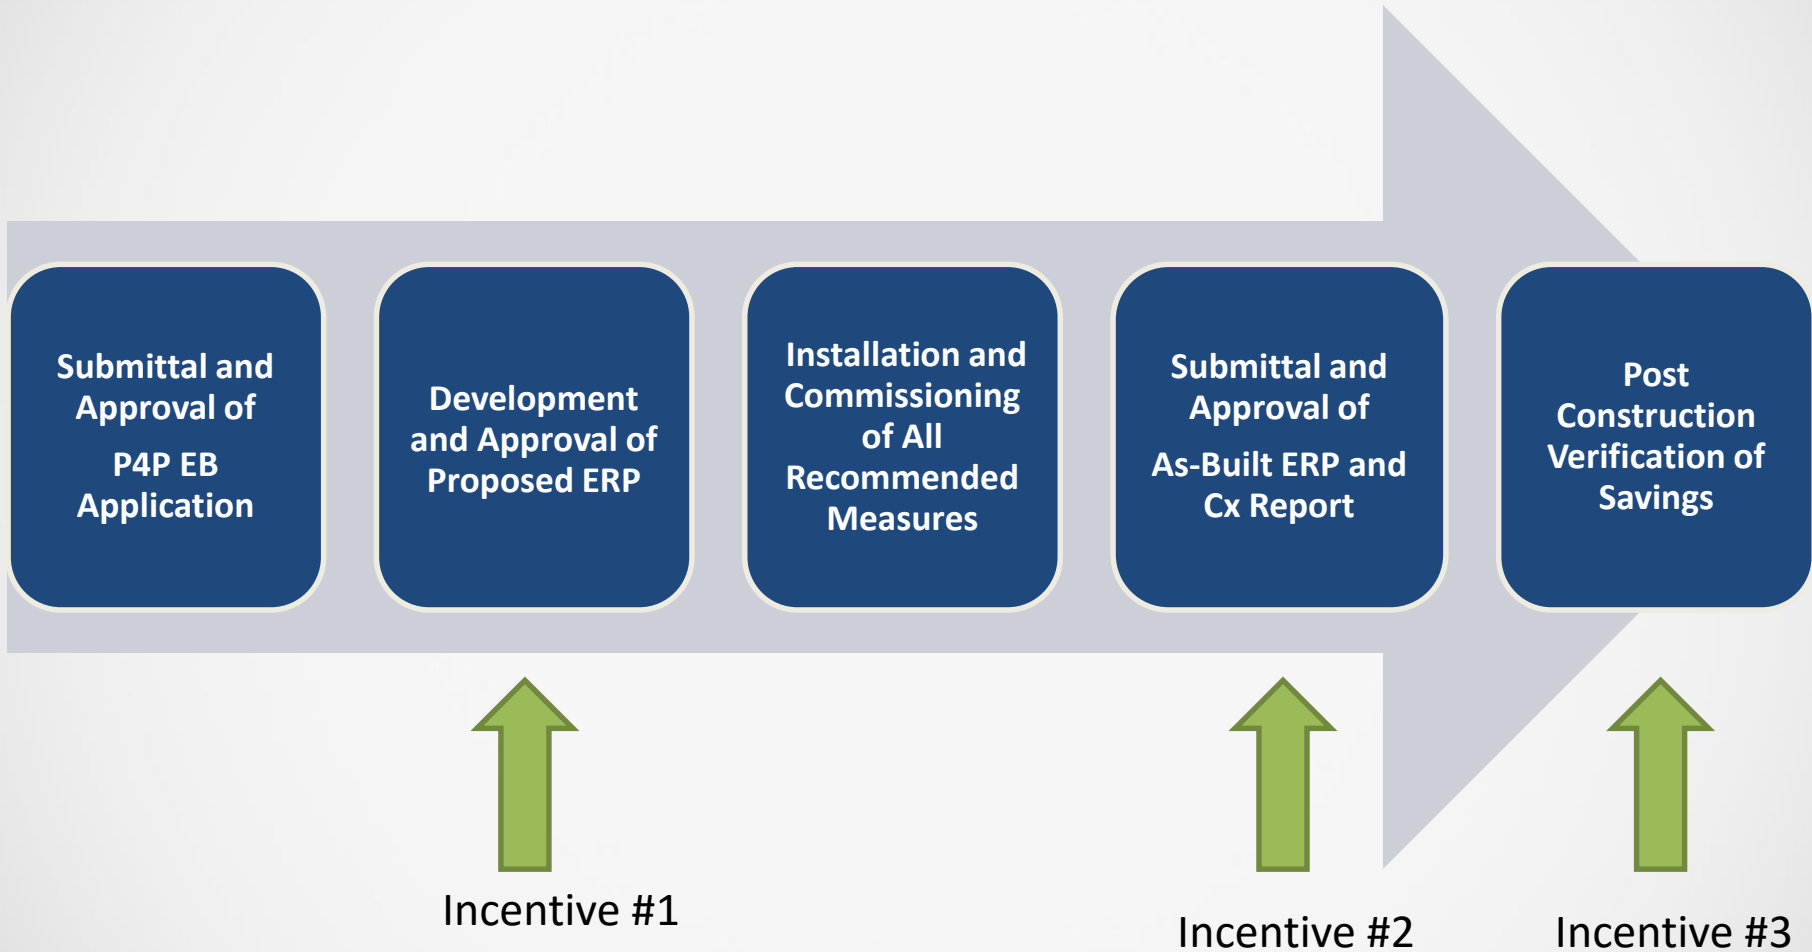 Submittal and
Approval of
P4P EB
Application
Development
and Approval of
Proposed ERP
Installation and
Commissioning
of All
Recommended
Measures
Submittal and
Approval of
As-Built ERP and
Cx Report
Post
Construction
Verification of
Savings
Incentive #1
Incentive #2
Incentive #3